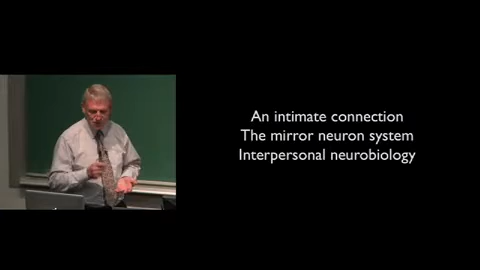 An intimate connection
The mirror neuron system
Interpersonal neurobiology